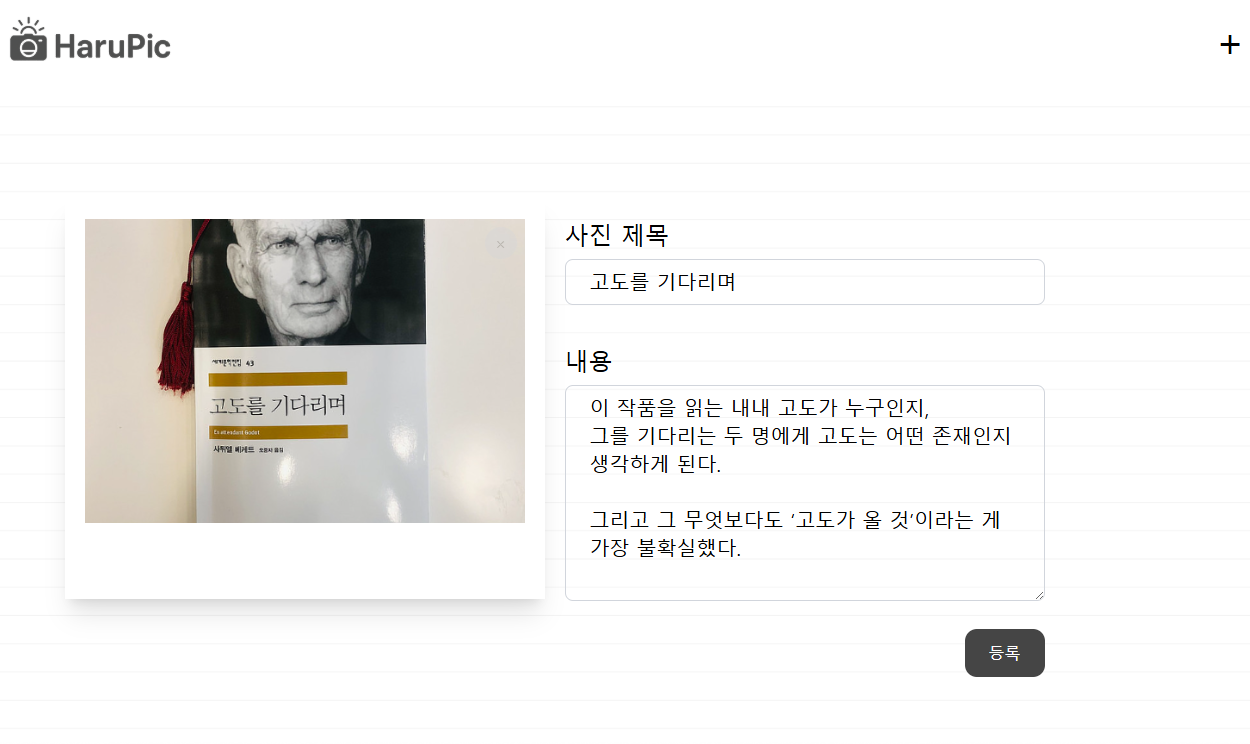 HaruPic
+
세계문학전집 43
고도를 기다리며
En attendant Godot
사뮈엘 베케트 오증자 옮김
사진 제목
고도를 기다리며
내용
이 작품을 읽는 내내 고도가 누구인지,
그를 기다리는 두 명에게 고도는 어떤 존재인지
생각하게 된다.
그리고 그 무엇보다도 ‘고도가 올 것’이라는 게
가장 불확실했다.
등록